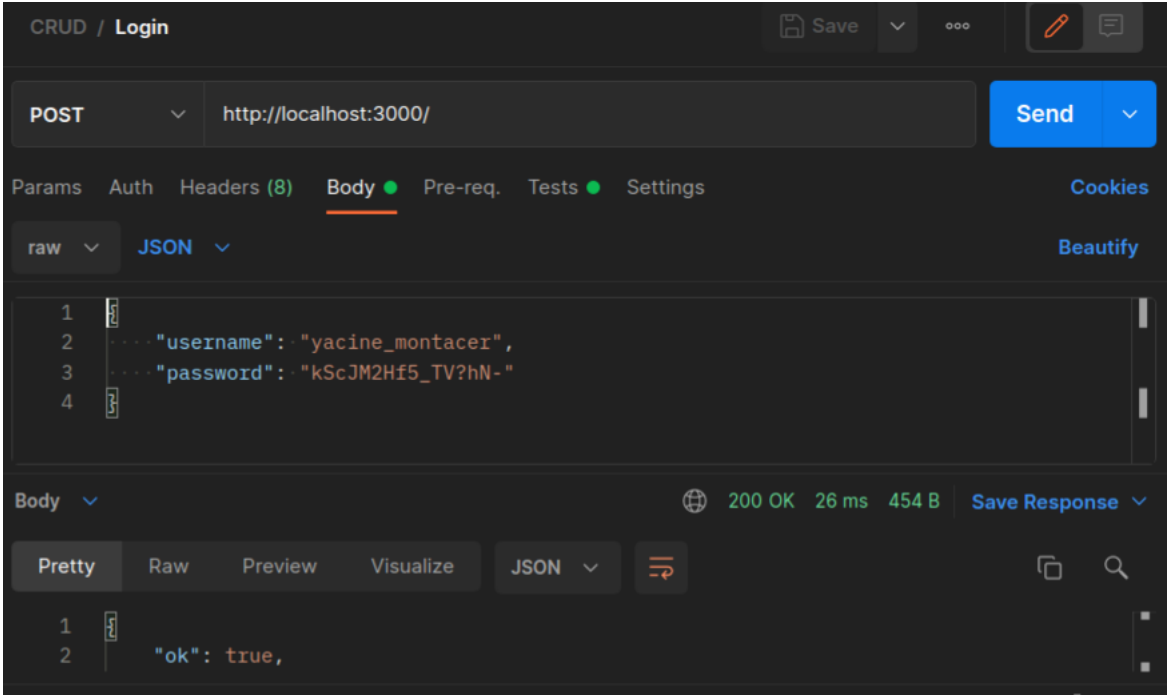 CRUD / Login
Save
POST
http://localhost:3000/
Send
Params Auth Headers (8) Body Pre-req. Tests Settings Cookies
raw JSON Beautify
1 {
2 "username": "yacine_montacer",
3 "password": "kScJM2Hf5_TV?hN-"
4 }
Body 200 OK 26 ms 454 B Save Response
Pretty Raw Preview Visualize JSON
1 {
2 "ok": true,